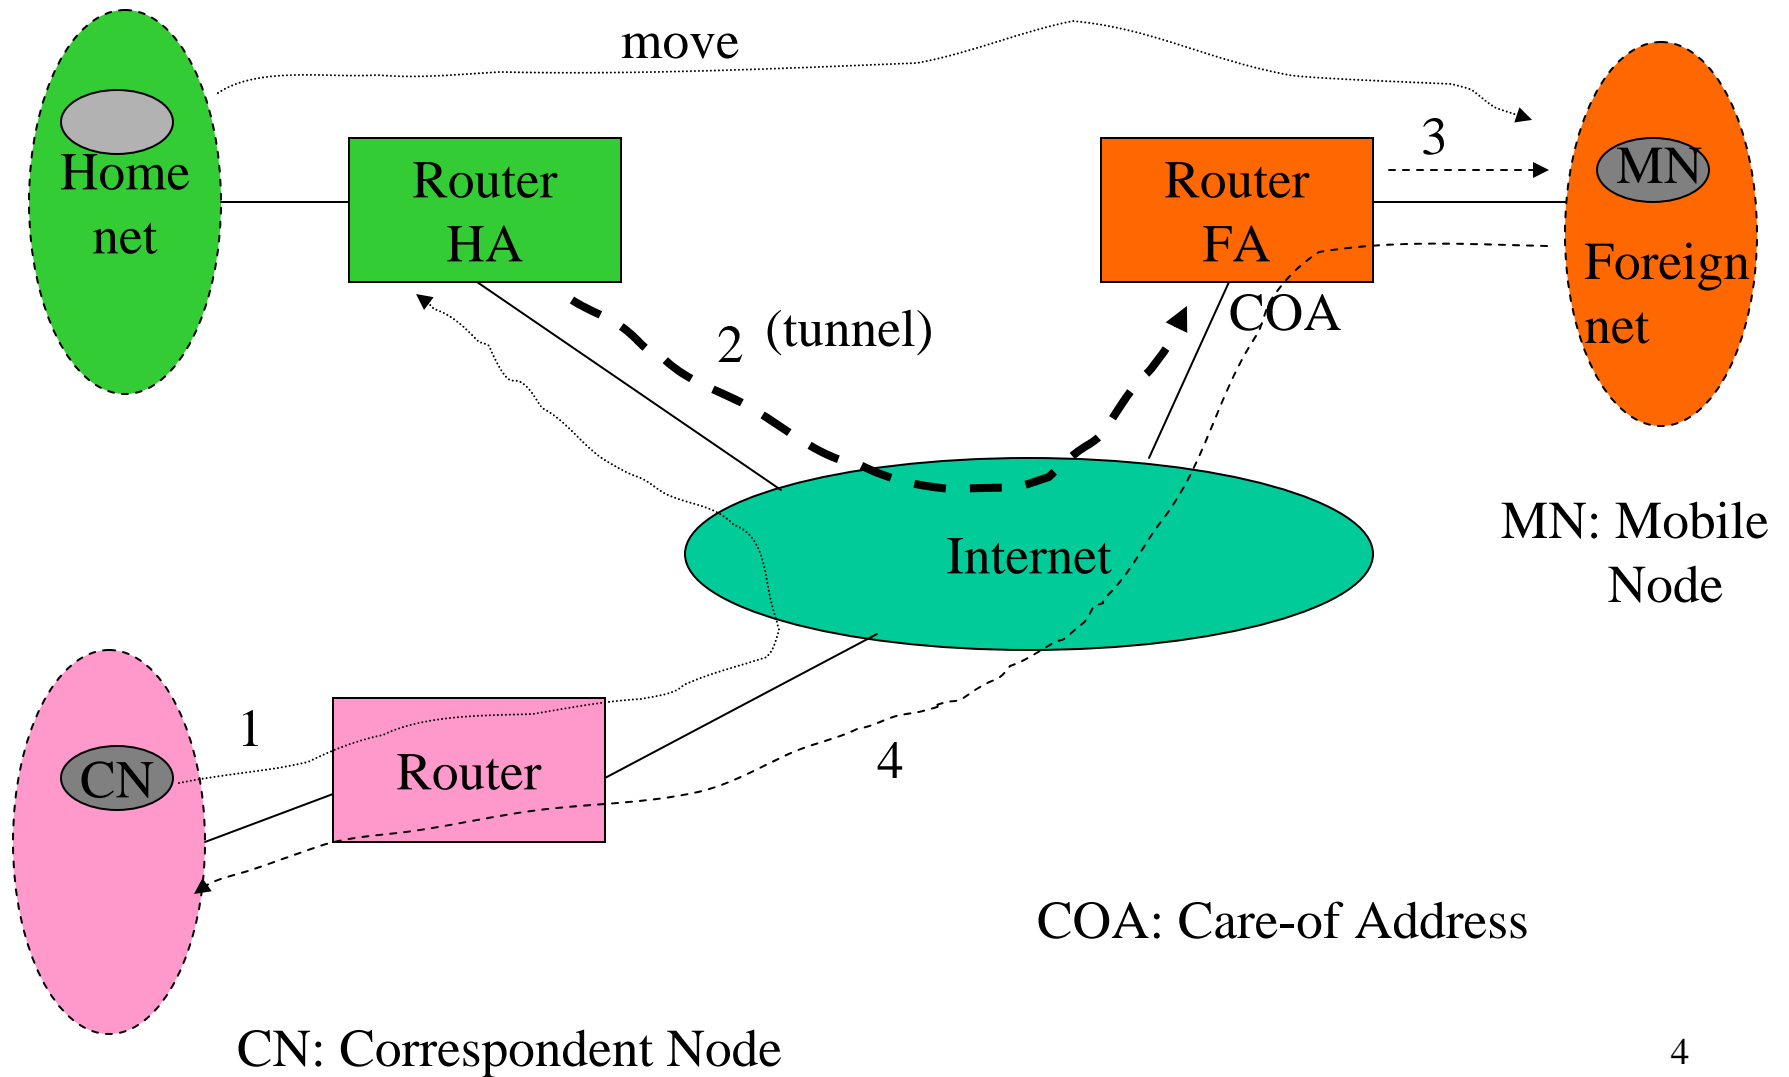 move
3
Home
net
Router
HA
Router
FA
MN
Foreign
net
COA
2 (tunnel)
Internet
MN: Mobile
Node
1
CN
Router
4
COA: Care-of Address
CN: Correspondent Node
4